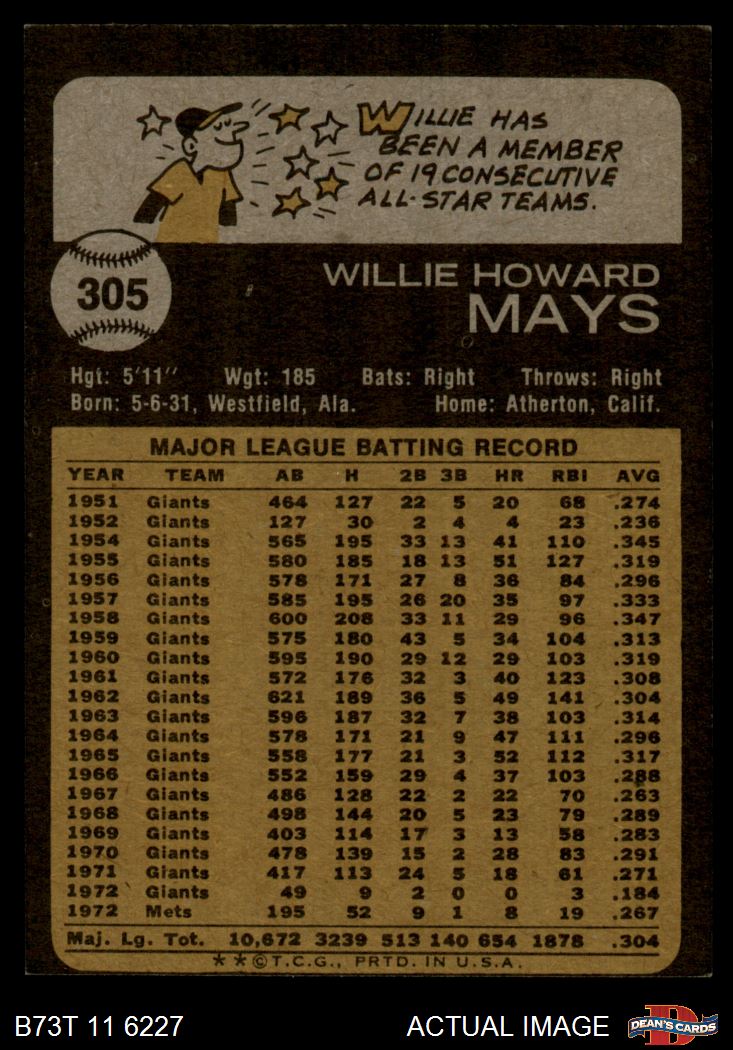 WILLIE HAS
BEEN A MEMBER
OF 19 CONSECUTIVE
ALL-STAR TEAMS.
305
WILLIE HOWARD
MAYS
Hgt: 5'11" Wgt: 185 Bats: Right Throws: Right
Born: 5-6-31, Westfield, Ala. Home: Atherton, Calif.
MAJOR LEAGUE BATTING RECORD
YEAR TEAM AB H 2B 3B HR RBI AVG
1951 Giants 464 127 22 5 20 68 .274
1952 Giants 127 30 2 4 4 23 .236
1954 Giants 565 195 33 13 41 110 .345
1955 Giants 580 185 18 13 51 127 .319
1956 Giants 578 171 27 8 36 84 .296
1957 Giants 585 195 26 20 35 97 .333
1958 Giants 600 208 33 11 29 96 .347
1959 Giants 575 180 43 5 34 104 .313
1960 Giants 595 190 29 12 29 103 .319
1961 Giants 572 176 32 3 40 123 .308
1962 Giants 621 189 36 5 49 141 .304
1963 Giants 596 187 32 7 38 103 .314
1964 Giants 578 171 21 9 47 111 .296
1965 Giants 558 177 21 3 52 112 .317
1966 Giants 552 159 29 4 37 103 .288
1967 Giants 486 128 22 2 22 70 .263
1968 Giants 498 144 20 5 23 79 .289
1969 Giants 403 114 17 3 13 58 .283
1970 Giants 478 139 15 2 28 83 .291
1971 Giants 417 113 24 5 18 61 .271
1972 Giants 49 9 2 0 0 3 .184
1972 Mets 195 52 9 1 8 19 .267
Maj. Lg. Tot. 10,672 3239 513 140 654 1878 .304
**©T.C.G., PRTD. IN U.S.A.
B73T 11 6227 ACTUAL IMAGE DEAN'S CARDS